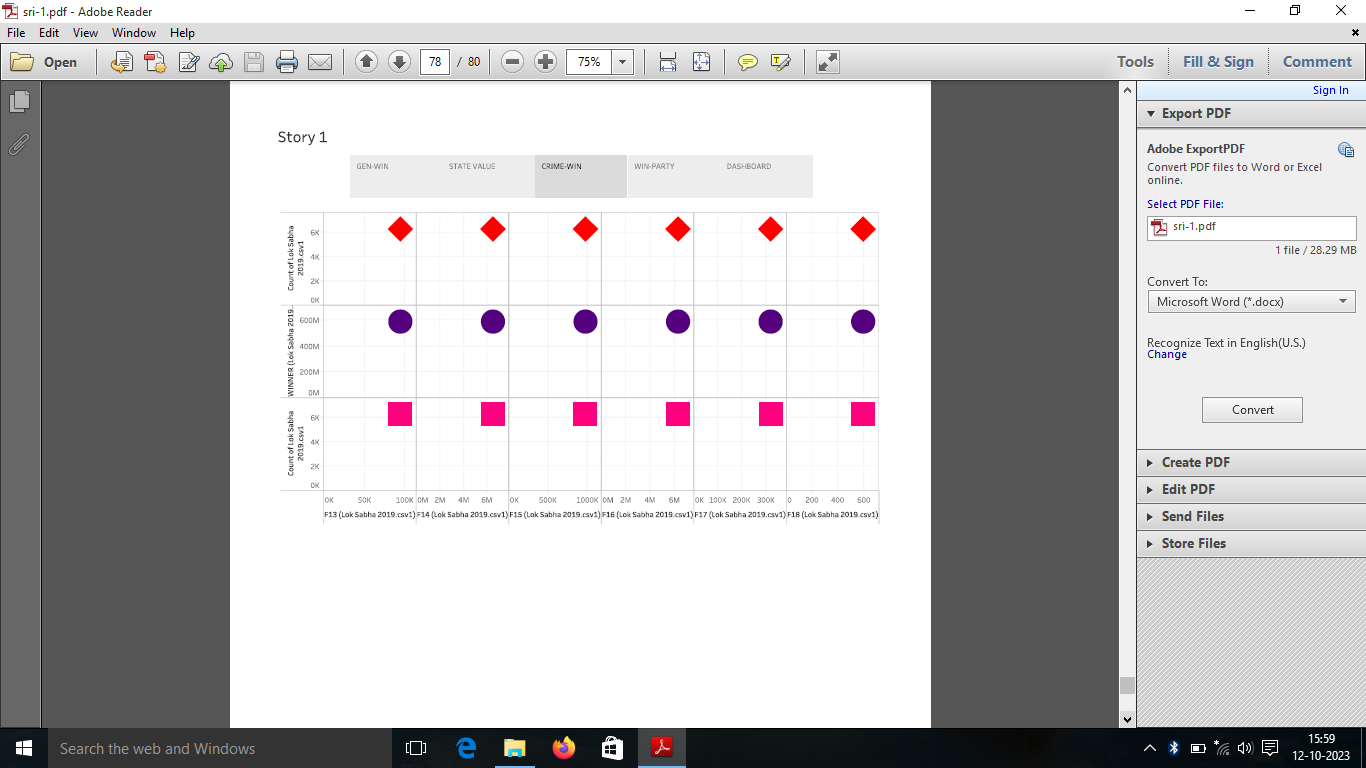 sri-1.pdf - Adobe Reader
File Edit View Window Help
Open 78 / 80 75% Tools Fill & Sign Comment
Sign In
Story 1
GEN-WIN STATE VALUE CRIME-WIN WIN-PARTY DASHBOARD
Count of Lok Sabha
2019.csv1
6K
4K
2K
0K
WINNER (Lok Sabha 2019..
600M
400M
200M
0M
Count of Lok Sabha
2019.csv1
6K
4K
2K
0K
0K 50K 100K 0M 2M 4M 6M 0K 500K 1000K 0M 2M 4M 6M 0K 100K 200K 300K 0 200 400 600
F13 (Lok Sabha 2019.csv1) F14 (Lok Sabha 2019.csv1) F15 (Lok Sabha 2019.csv1) F16 (Lok Sabha 2019.csv1) F17 (Lok Sabha 2019.csv1) F18 (Lok Sabha 2019.csv1)
Export PDF
Adobe ExportPDF
Convert PDF files to Word or Excel
online.
Select PDF File:
sri-1.pdf
1 file / 28.29 MB
Convert To:
Microsoft Word (*.docx)
Recognize Text in English(U.S.)
Change
Convert
Create PDF
Edit PDF
Send Files
Store Files
Search the web and Windows
15:59
12-10-2023